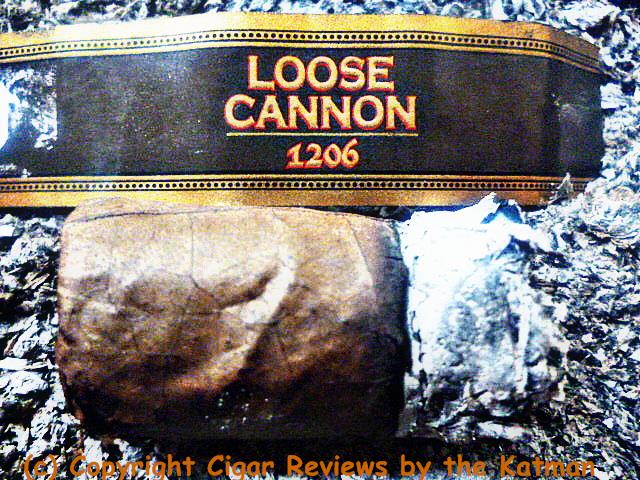 LOOSE
CANNON
1206
(c) Copyright Cigar Reviews by the Katman